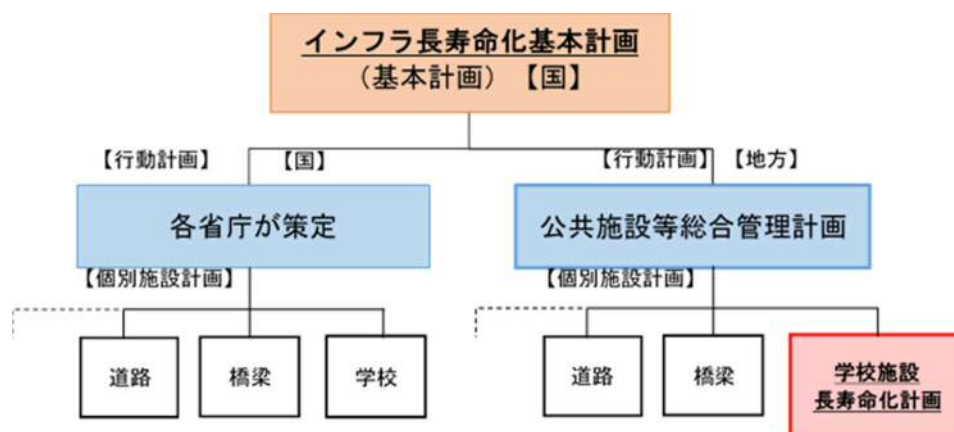 インフラ長寿命化基本計画
（基本計画）【国】
【行動計画】 【国】
【行動計画】 【地方】
各省庁が策定
公共施設等総合管理計画
【個別施設計画】
【個別施設計画】
道路
橋梁
学校
道路
橋梁
学校施設
長寿命化計画